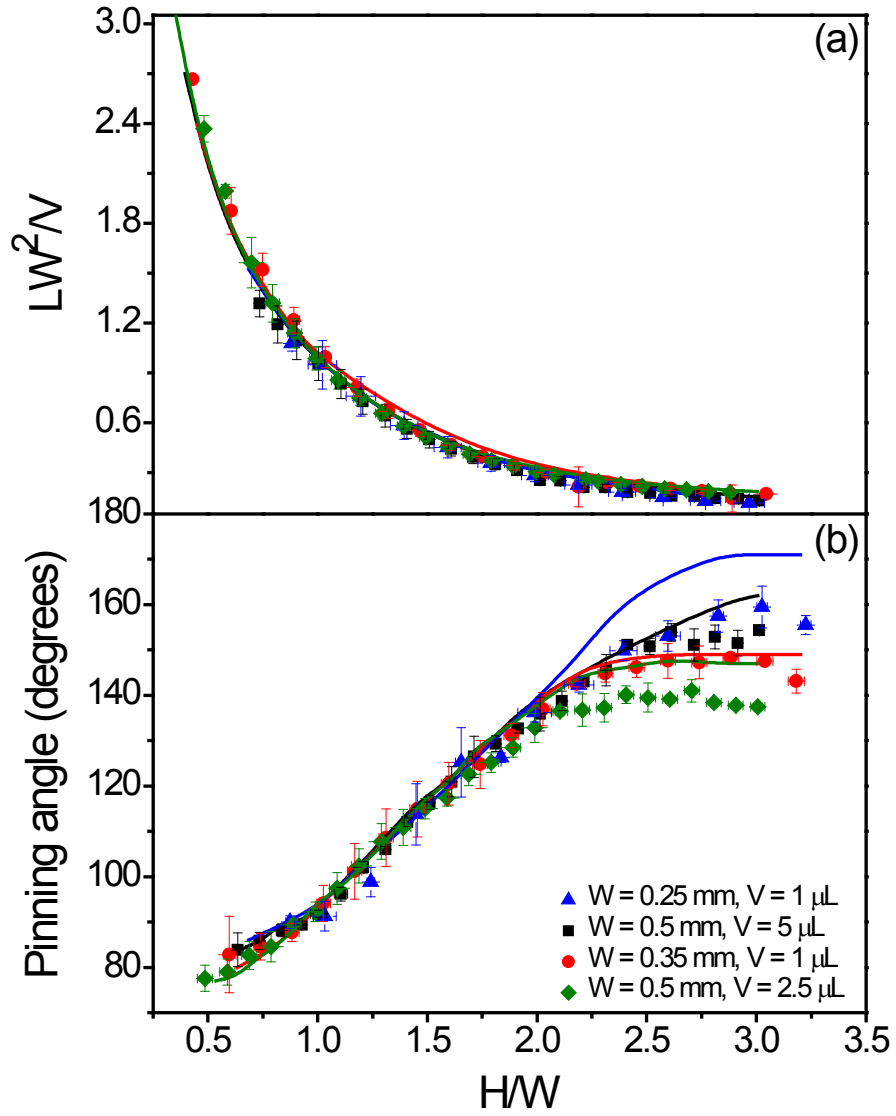 (a)
3.0
2.4
1.8
1.2
0.6
LW²/V
(b)
180
160
140
120
100
80
Pinning angle (degrees)
W = 0.25 mm, V = 1 µL
W = 0.5 mm, V = 5 µL
W = 0.35 mm, V = 1 µL
W = 0.5 mm, V = 2.5 µL
0.5 1.0 1.5 2.0 2.5 3.0 3.5
H/W